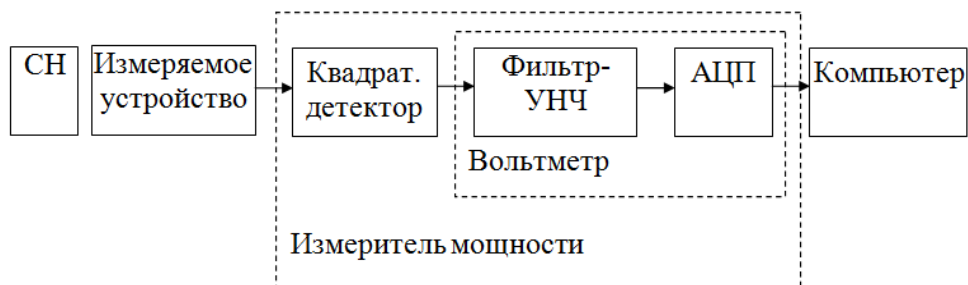 СН
Измеряемое
устройство
Квадрат.
детектор
Фильтр-
УНЧ
АЦП
Компьютер
Вольтметр
Измеритель мощности